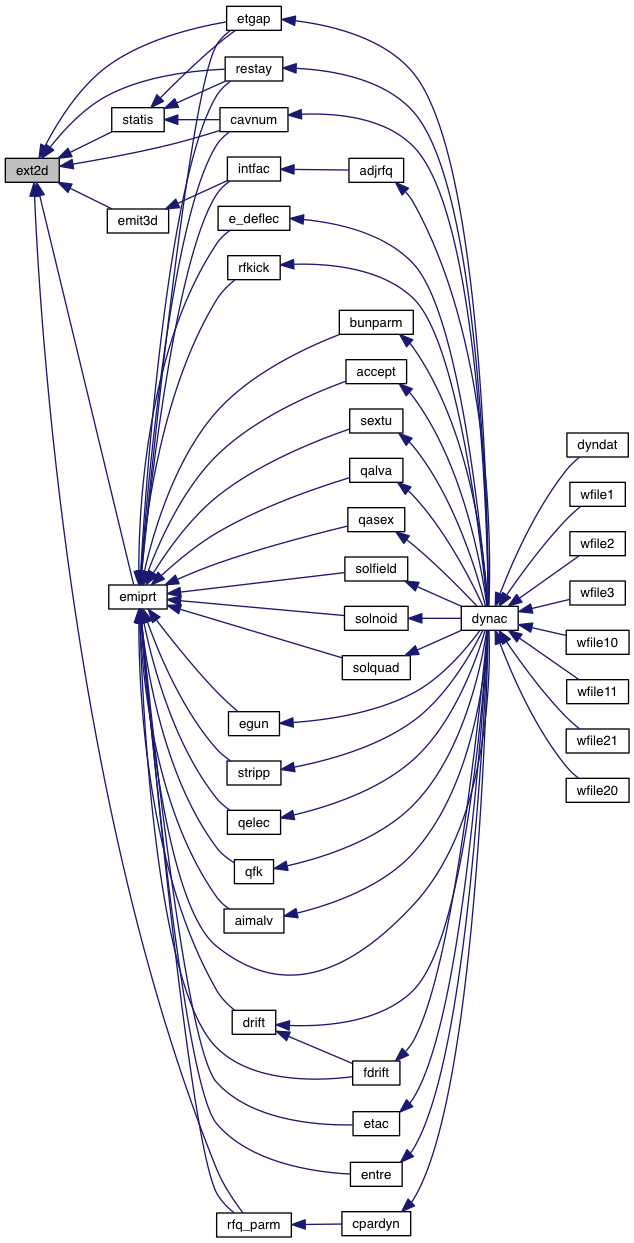 etgap
restay
statis
cavnum
ext2d
intfac
adjrfq
emit3d
e_deflec
rfkick
bunparm
accept
sextu
dyndat
qalva
wfile1
qasex
wfile2
solfield
emiprt
wfile3
solnoid
dynac
wfile10
solquad
wfile11
egun
wfile21
stripp
wfile20
qelec
qfk
aimalv
drift
fdrift
etac
entre
rfq_parm
cpardyn